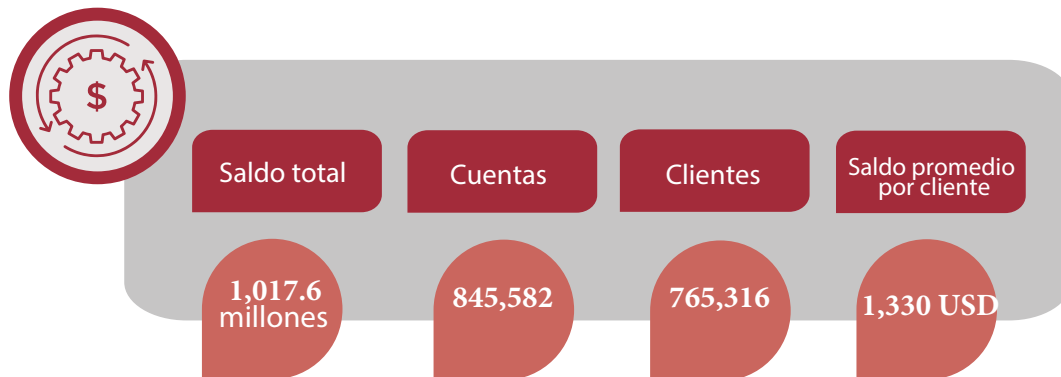 $
Saldo total
Cuentas
Clientes
Saldo promedio
por cliente
1,017.6
millones
845,582
765,316
1,330 USD